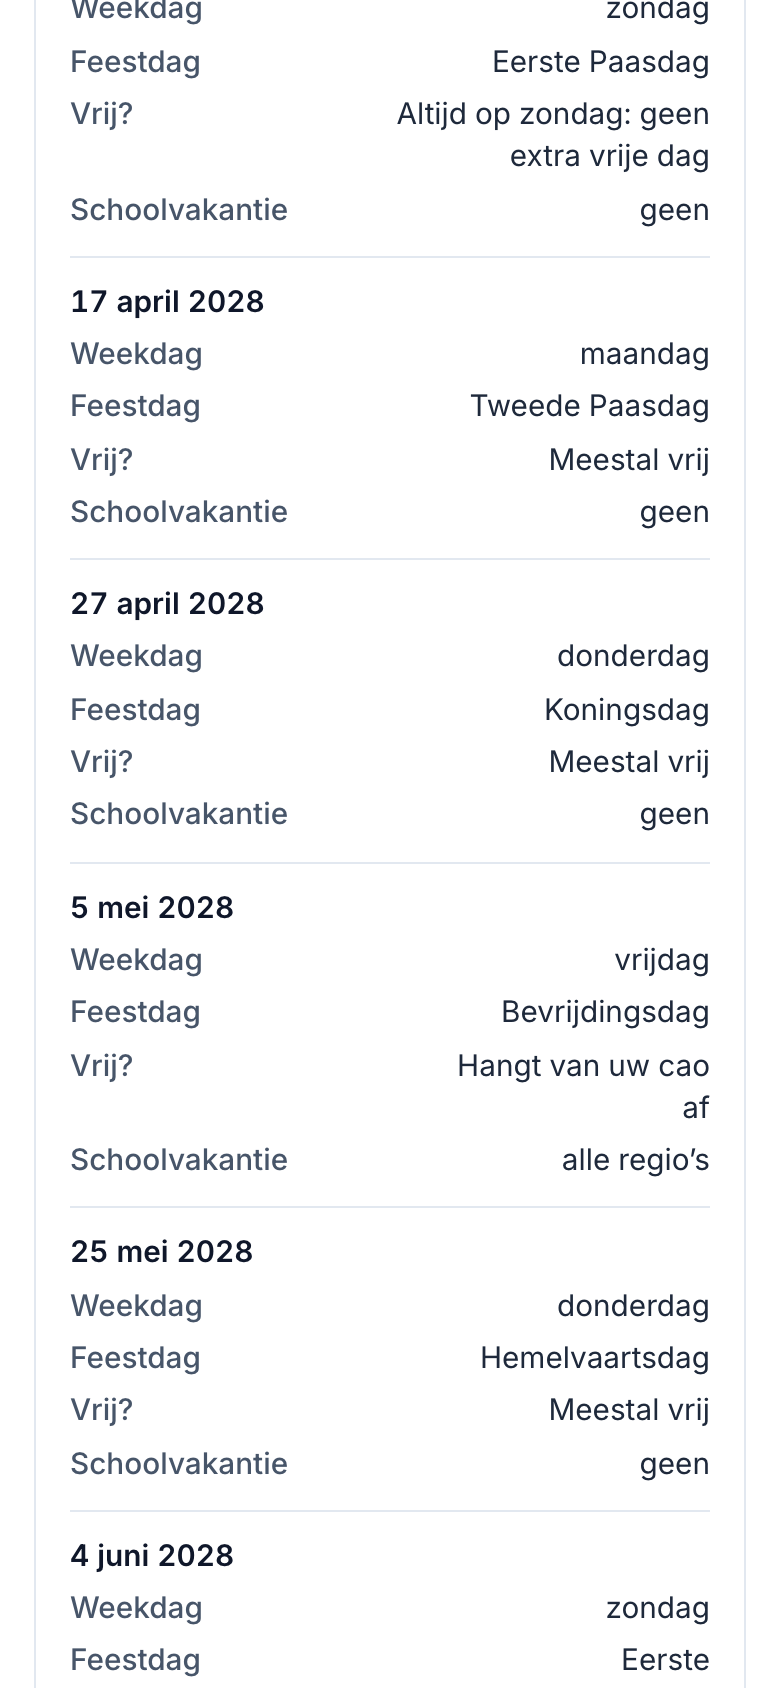 Weekdag zondag
Feestdag Eerste Paasdag
Vrij? Altijd op zondag: geen
extra vrije dag
Schoolvakantie geen
17 april 2028
Weekdag maandag
Feestdag Tweede Paasdag
Vrij? Meestal vrij
Schoolvakantie geen
27 april 2028
Weekdag donderdag
Feestdag Koningsdag
Vrij? Meestal vrij
Schoolvakantie geen
5 mei 2028
Weekdag vrijdag
Feestdag Bevrijdingsdag
Vrij? Hangt van uw cao
af
Schoolvakantie alle regio’s
25 mei 2028
Weekdag donderdag
Feestdag Hemelvaartsdag
Vrij? Meestal vrij
Schoolvakantie geen
4 juni 2028
Weekdag zondag
Feestdag Eerste